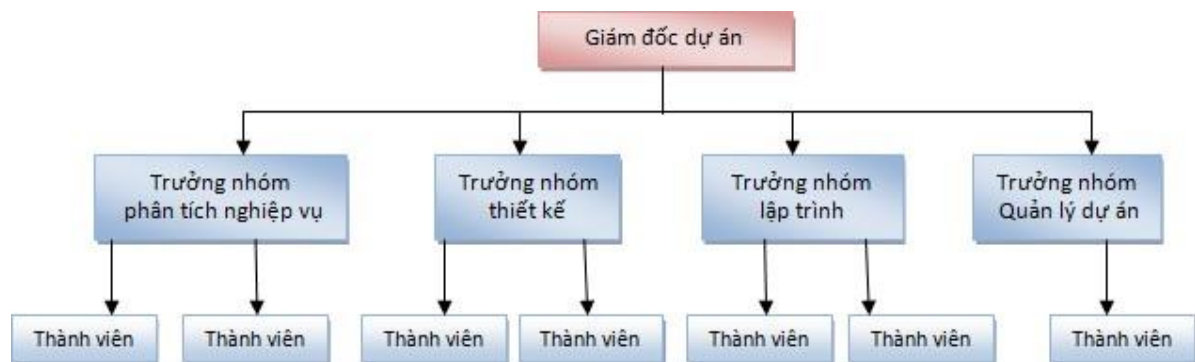 Giám đốc dự án
Trưởng nhóm
phân tích nghiệp vụ
Trưởng nhóm
thiết kế
Trưởng nhóm
lập trình
Trưởng nhóm
Quản lý dự án
Thành viên
Thành viên
Thành viên
Thành viên
Thành viên
Thành viên
Thành viên